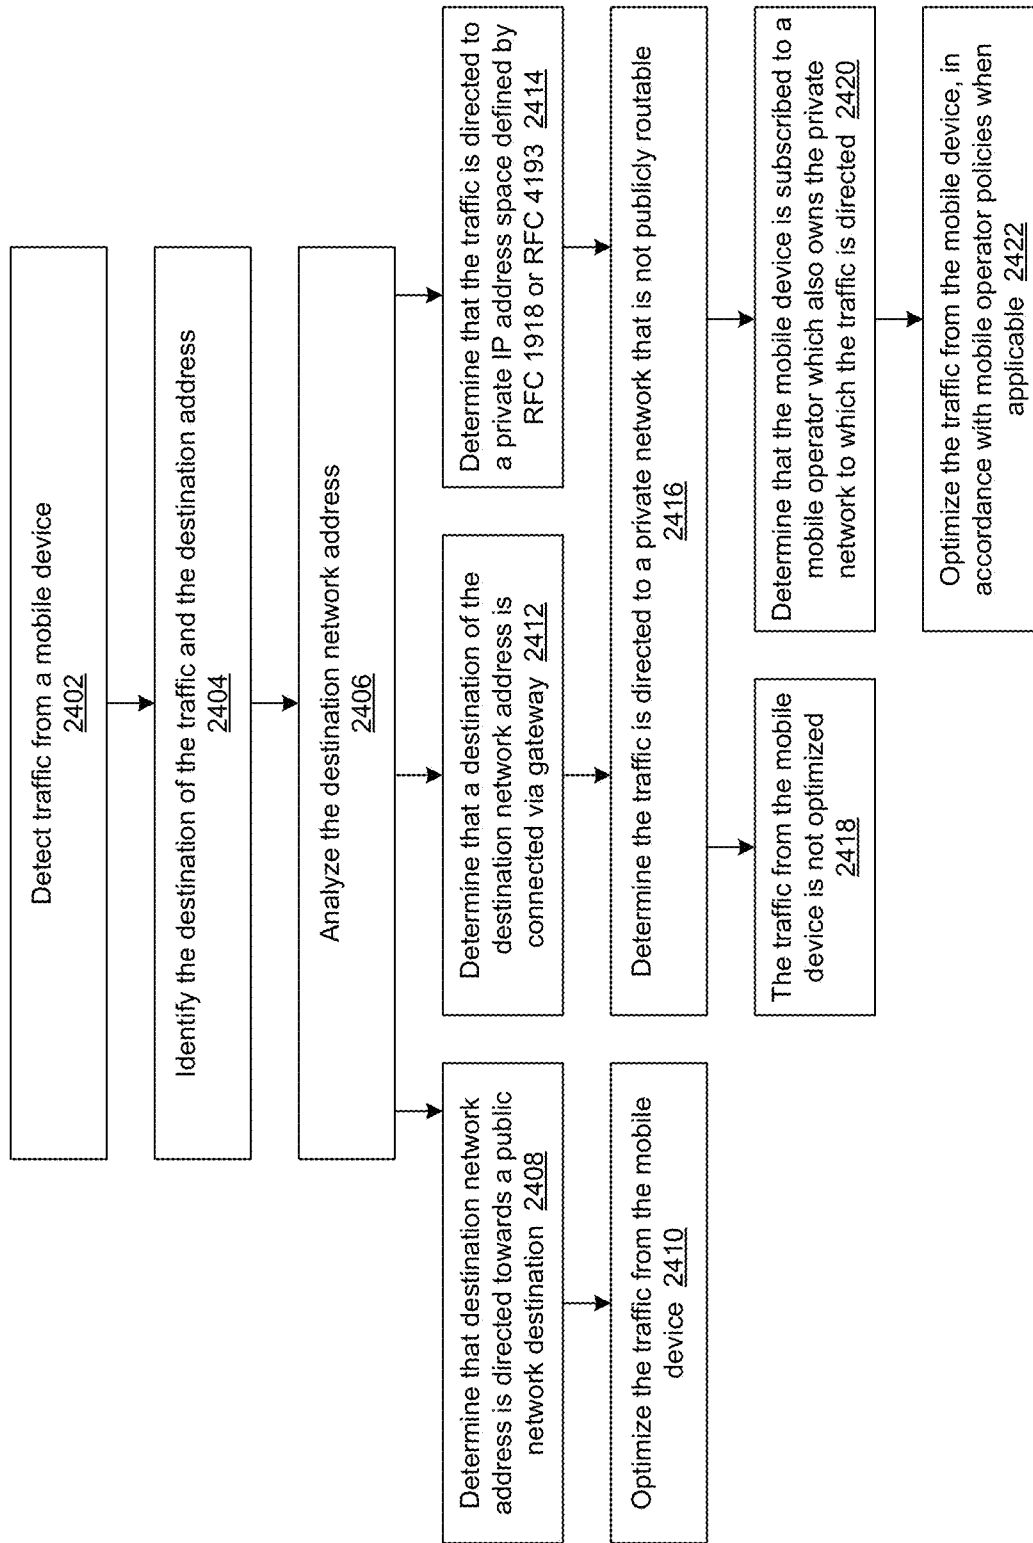 Detect traffic from a mobile device
2402
Identify the destination of the traffic and the destination address
2404
Analyze the destination network address
2406
Determine that destination network
address is directed towards a public
network destination 2408
Determine that a destination of the
destination network address is
connected via gateway 2412
Determine that the traffic is directed to
a private IP address space defined by
RFC 1918 or RFC 4193 2414
Optimize the traffic from the mobile
device 2410
Determine the traffic is directed to a private network that is not publicly routable
2416
The traffic from the mobile
device is not optimized
2418
Determine that the mobile device is subscribed to a
mobile operator which also owns the private
network to which the traffic is directed 2420
Optimize the traffic from the mobile device, in
accordance with mobile operator policies when
applicable 2422